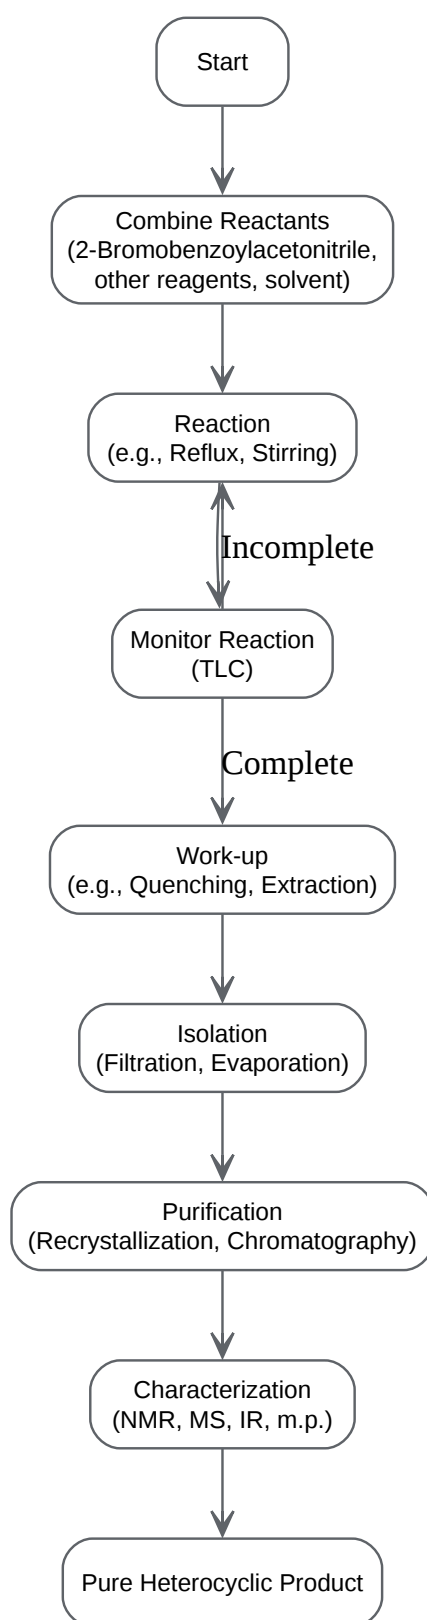 Start
Combine Reactants
(2-Bromobenzoylacetonitrile,
other reagents, solvent)
Reaction
(e.g., Reflux, Stirring)
Incomplete
Monitor Reaction
(TLC)
Complete
Work-up
(e.g., Quenching, Extraction)
Isolation
(Filtration, Evaporation)
Purification
(Recrystallization, Chromatography)
Characterization
(NMR, MS, IR, m.p.)
Pure Heterocyclic Product